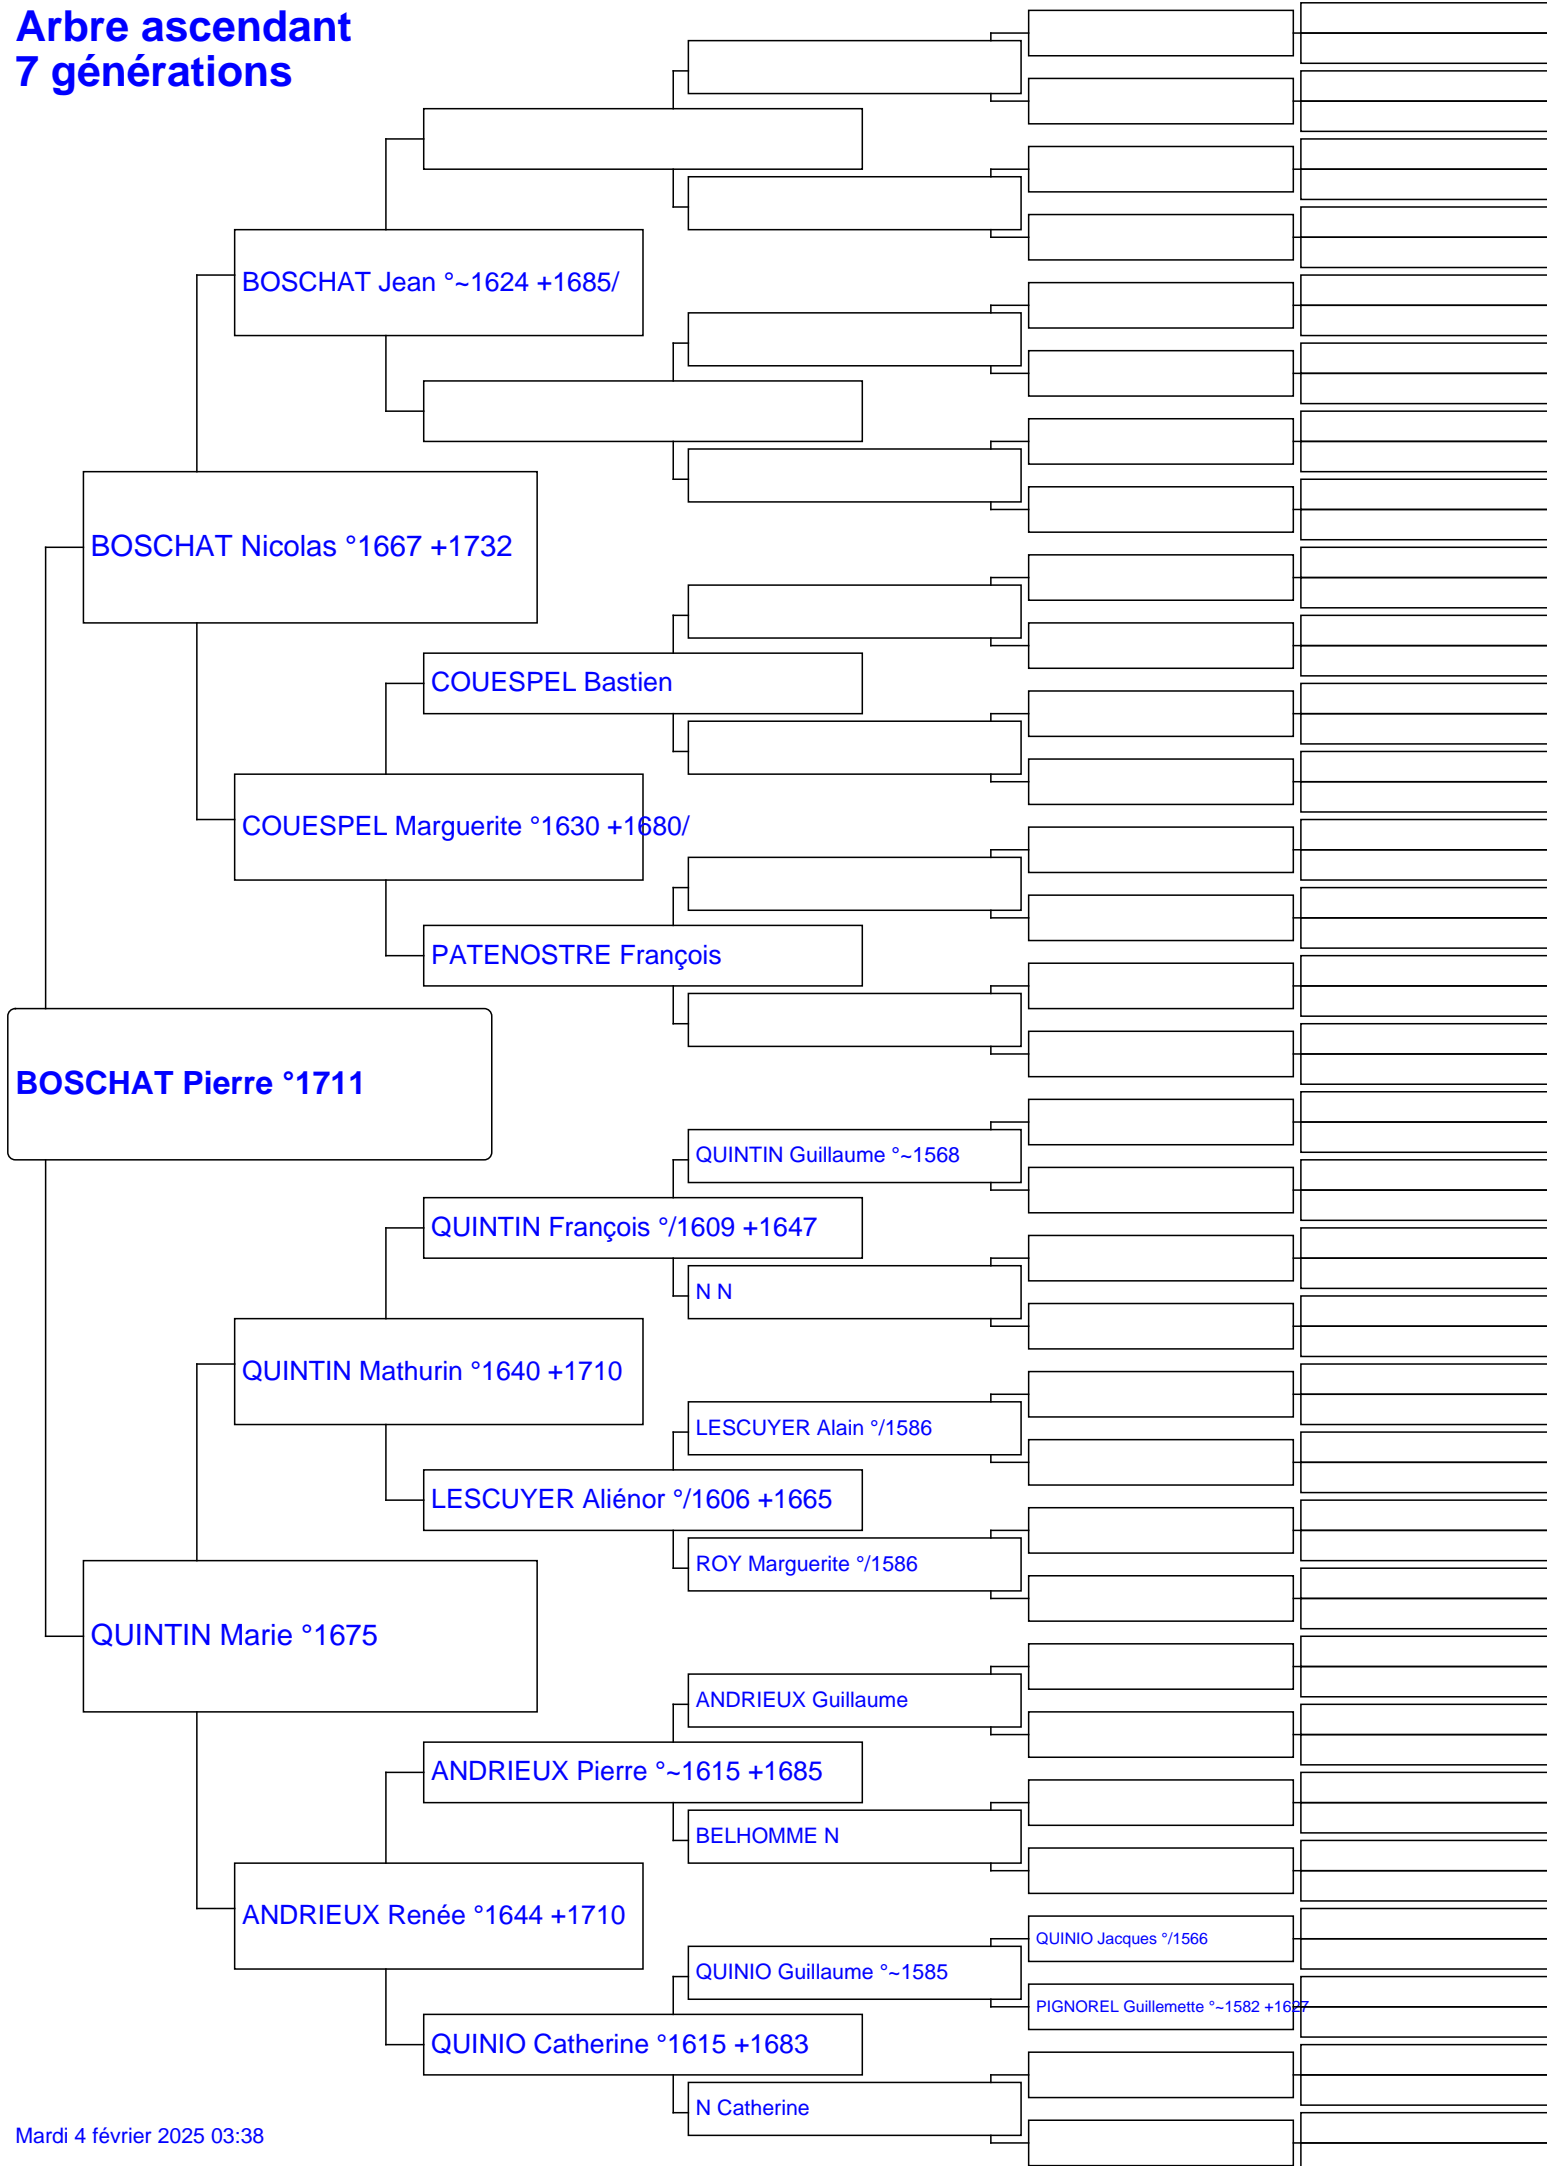 Arbre ascendant
7 générations
BOSCHAT Jean °~1624 +1685/
BOSCHAT Nicolas °1667 +1732
COUESPEL Bastien
COUESPEL Marguerite °1630 +1680/
PATENOSTRE François
BOSCHAT Pierre °1711
QUINTIN Guillaume °~1568
QUINTIN François °/1609 +1647
N N
QUINTIN Mathurin °1640 +1710
LESCUYER Alain °/1586
LESCUYER Aliénor °/1606 +1665
ROY Marguerite °/1586
QUINTIN Marie °1675
ANDRIEUX Guillaume
ANDRIEUX Pierre °~1615 +1685
BELHOMME N
ANDRIEUX Renée °1644 +1710
QUINIO Jacques °/1566
QUINIO Guillaume °~1585
PIGNOREL Guillemette °~1582 +1627
QUINIO Catherine °1615 +1683
N Catherine
Mardi 4 février 2025 03:38